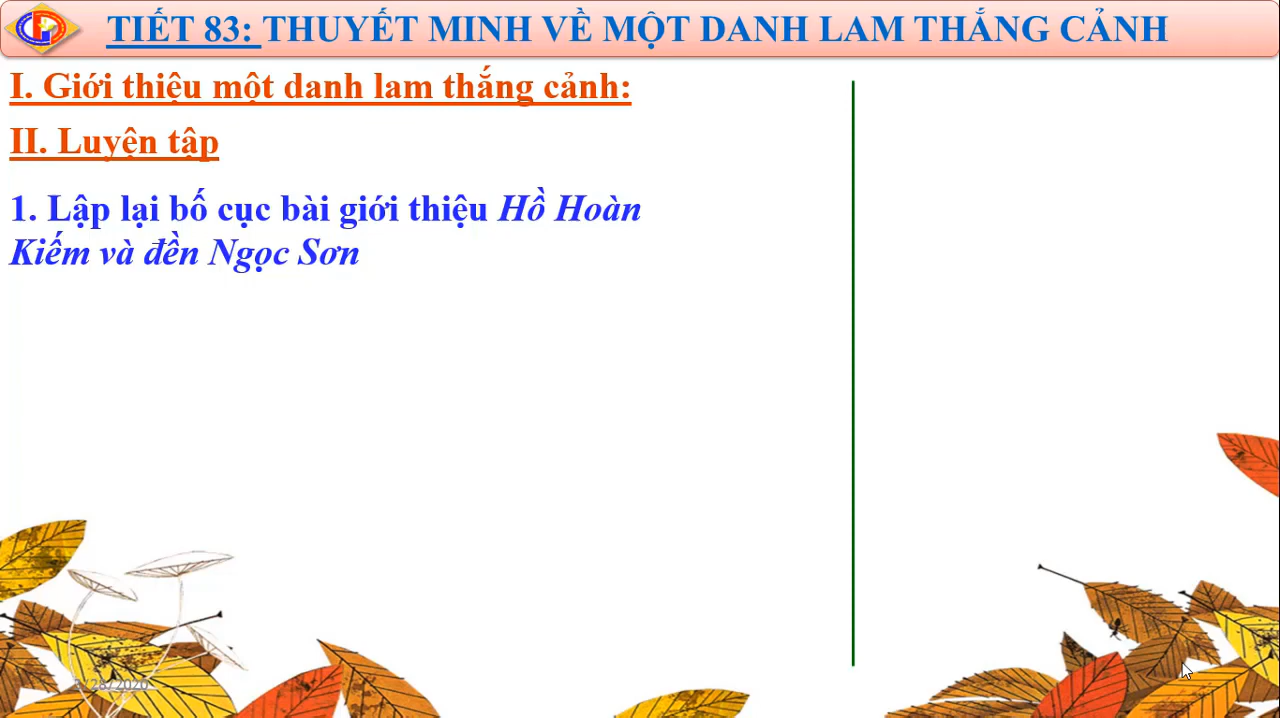 TIẾT 83: THUYẾT MINH VỀ MỘT DANH LAM THẮNG CẢNH
I. Giới thiệu một danh lam thắng cảnh:
II. Luyện tập
1. Lập lại bố cục bài giới thiệu Hồ Hoàn
Kiếm và đền Ngọc Sơn